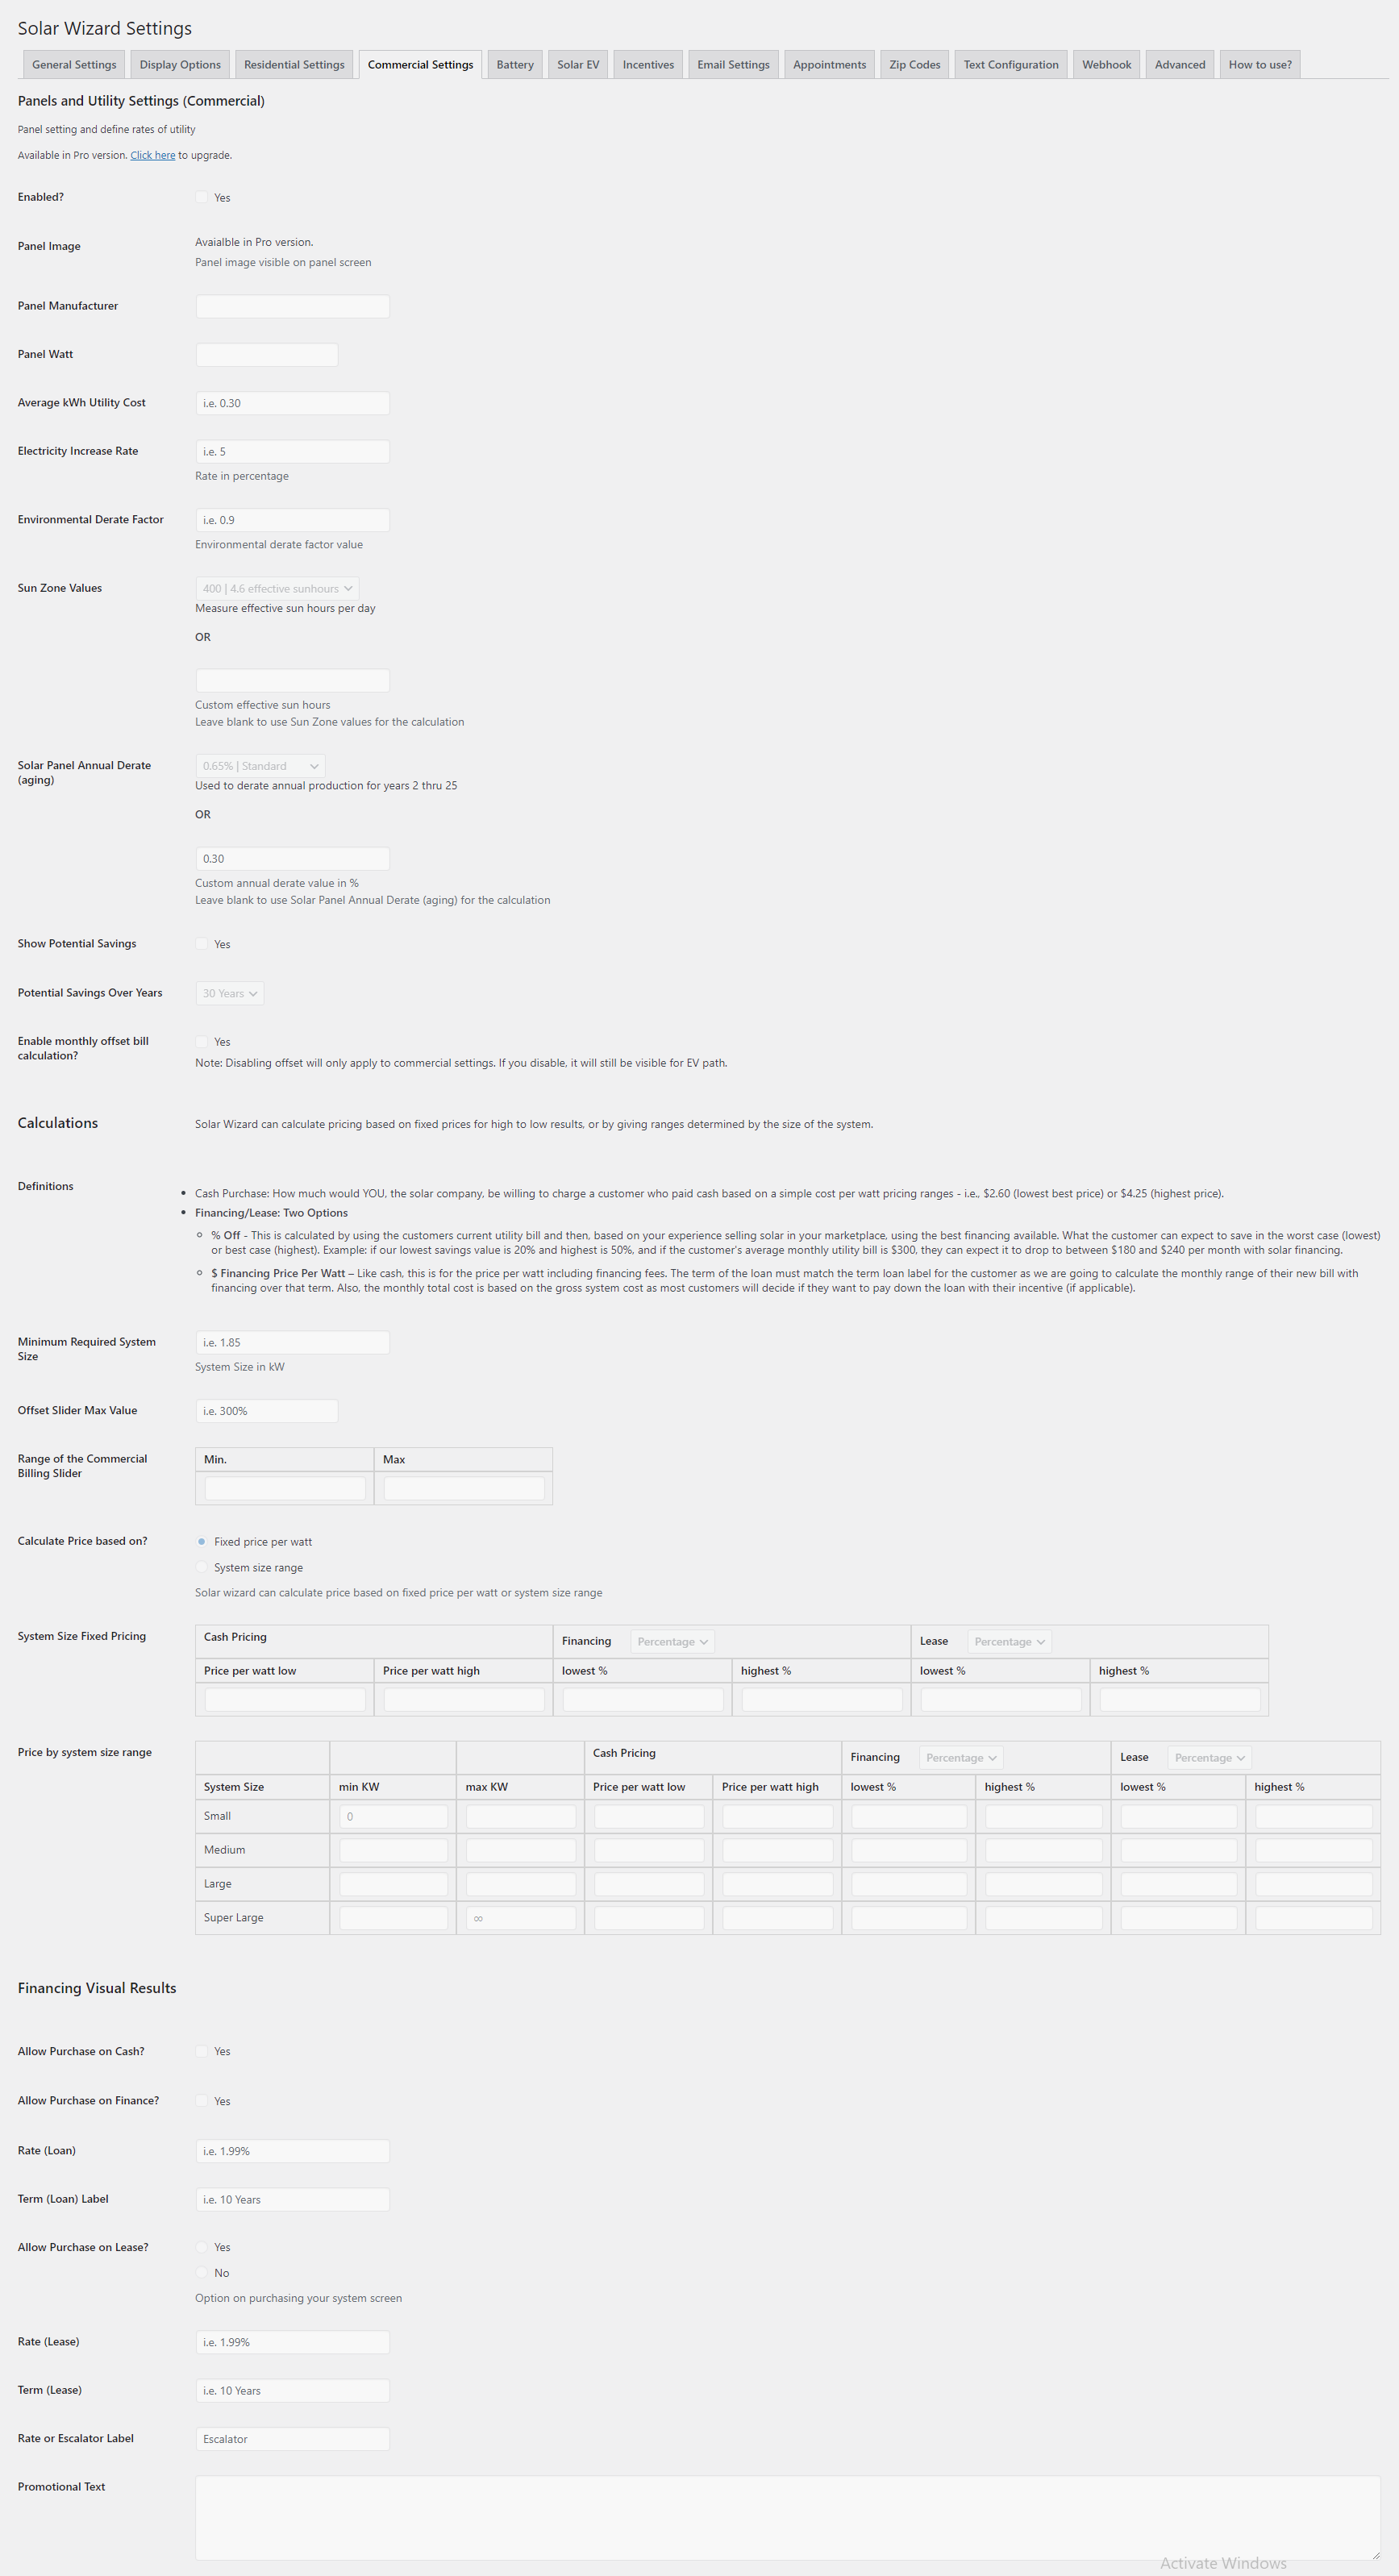 Solar Wizard Settings
General Settings
Display Options
Residential Settings
Commercial Settings
Battery
Solar EV
Incentives
Email Settings
Appointments
Zip Codes
Text Configuration
Webhook
Advanced
How to use?
Panels and Utility Settings (Commercial)
Panel setting and define rates of utility
Available in Pro version. Click here to upgrade.
Enabled?
Yes
Panel Image
Avaialble in Pro version.
Panel image visible on panel screen
Panel Manufacturer
Panel Watt
Average kWh Utility Cost
i.e. 0.30
Electricity Increase Rate
i.e. 5
Rate in percentage
Environmental Derate Factor
i.e. 0.9
Environmental derate factor value
Sun Zone Values
400 | 4.6 effective sunhours
Measure effective sun hours per day
OR
Custom effective sun hours
Leave blank to use Sun Zone values for the calculation
Solar Panel Annual Derate
(aging)
0.65% | Standard
Used to derate annual production for years 2 thru 25
OR
0.30
Custom annual derate value in %
Leave blank to use Solar Panel Annual Derate (aging) for the calculation
Show Potential Savings
Yes
Potential Savings Over Years
30 Years
Enable monthly offset bill
calculation?
Yes
Note: Disabling offset will only apply to commercial settings. If you disable, it will still be visible for EV path.
Calculations
Solar Wizard can calculate pricing based on fixed prices for high to low results, or by giving ranges determined by the size of the system.
Definitions
• Cash Purchase: How much would YOU, the solar company, be willing to charge a customer who paid cash based on a simple cost per watt pricing ranges - i.e., $2.60 (lowest best price) or $4.25 (highest price).
• Financing/Lease: Two Options
◦ % Off - This is calculated by using the customers current utility bill and then, based on your experience selling solar in your marketplace, using the best financing available. What the customer can expect to save in the worst case (lowest)
or best case (highest). Example: if our lowest savings value is 20% and highest is 50%, and if the customer's average monthly utility bill is $300, they can expect it to drop to between $180 and $240 per month with solar financing.
◦ $ Financing Price Per Watt – Like cash, this is for the price per watt including financing fees. The term of the loan must match the term loan label for the customer as we are going to calculate the monthly range of their new bill with
financing over that term. Also, the monthly total cost is based on the gross system cost as most customers will decide if they want to pay down the loan with their incentive (if applicable).
Minimum Required System
Size
i.e. 1.85
System Size in kW
Offset Slider Max Value
i.e. 300%
Range of the Commercial
Billing Slider
Min. Max
Calculate Price based on?
Fixed price per watt
System size range
Solar wizard can calculate price based on fixed price per watt or system size range
System Size Fixed Pricing
Cash Pricing Financing Percentage Lease Percentage
Price per watt low Price per watt high lowest % highest % lowest % highest %
Price by system size range
Cash Pricing Financing Percentage Lease Percentage
System Size min KW max KW Price per watt low Price per watt high lowest % highest % lowest % highest %
Small 0
Medium
Large
Super Large ∞
Financing Visual Results
Allow Purchase on Cash?
Yes
Allow Purchase on Finance?
Yes
Rate (Loan)
i.e. 1.99%
Term (Loan) Label
i.e. 10 Years
Allow Purchase on Lease?
Yes
No
Option on purchasing your system screen
Rate (Lease)
i.e. 1.99%
Term (Lease)
i.e. 10 Years
Rate or Escalator Label
Escalator
Promotional Text
Activate Windows